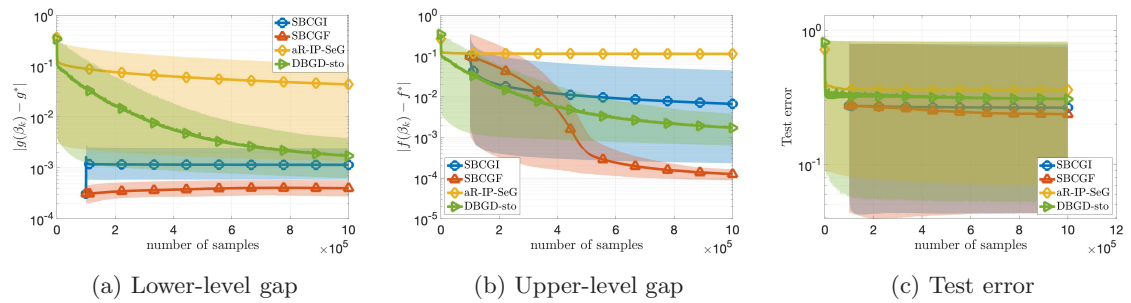 10^0
10^-1
10^-2
10^-3
10^-4
|g(β_k) − g*|
0 2 4 6 8 10
number of samples
×10^5
SBCGI
SBCGF
aR-IP-SeG
DBGD-sto
(a) Lower-level gap
10^0
10^-1
10^-2
10^-3
10^-4
10^-5
|f(β_k) − f*|
0 2 4 6 8 10
number of samples
×10^5
SBCGI
SBCGF
aR-IP-SeG
DBGD-sto
(b) Upper-level gap
10^0
10^-1
Test error
0 2 4 6 8 10 12
number of samples
×10^5
SBCGI
SBCGF
aR-IP-SeG
DBGD-sto
(c) Test error